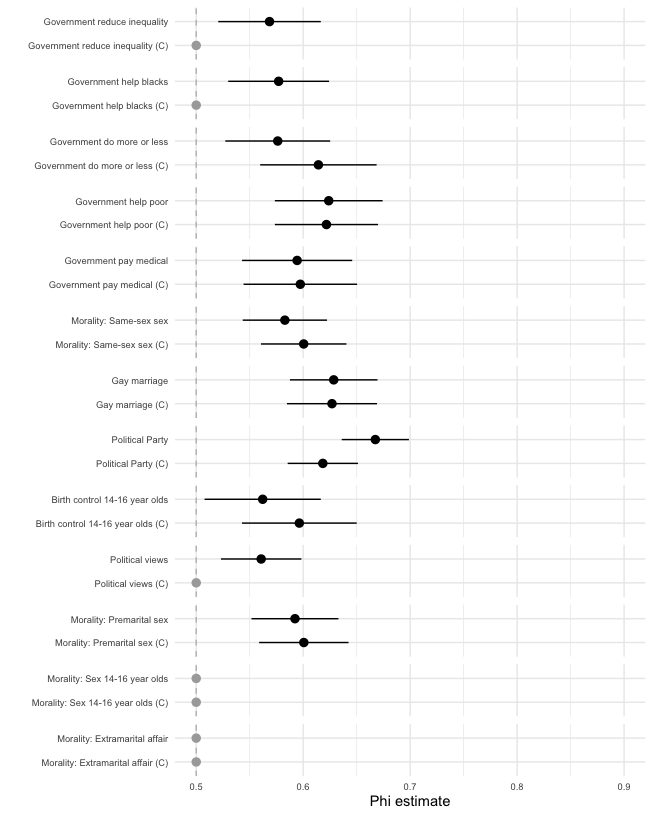 Government reduce inequality
Government reduce inequality (C)
Government help blacks
Government help blacks (C)
Government do more or less
Government do more or less (C)
Government help poor
Government help poor (C)
Government pay medical
Government pay medical (C)
Morality: Same-sex sex
Morality: Same-sex sex (C)
Gay marriage
Gay marriage (C)
Political Party
Political Party (C)
Birth control 14-16 year olds
Birth control 14-16 year olds (C)
Political views
Political views (C)
Morality: Premarital sex
Morality: Premarital sex (C)
Morality: Sex 14-16 year olds
Morality: Sex 14-16 year olds (C)
Morality: Extramarital affair
Morality: Extramarital affair (C)
0.5 0.6 0.7 0.8 0.9
Phi estimate